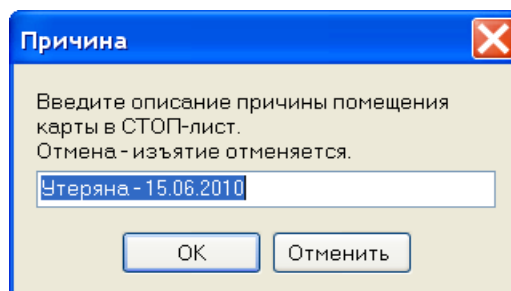 Причина
Введите описание причины помещения
карты в СТОП-лист.
Отмена - изъятие отменяется.
Утеряна - 15.06.2010
OK
Отменить